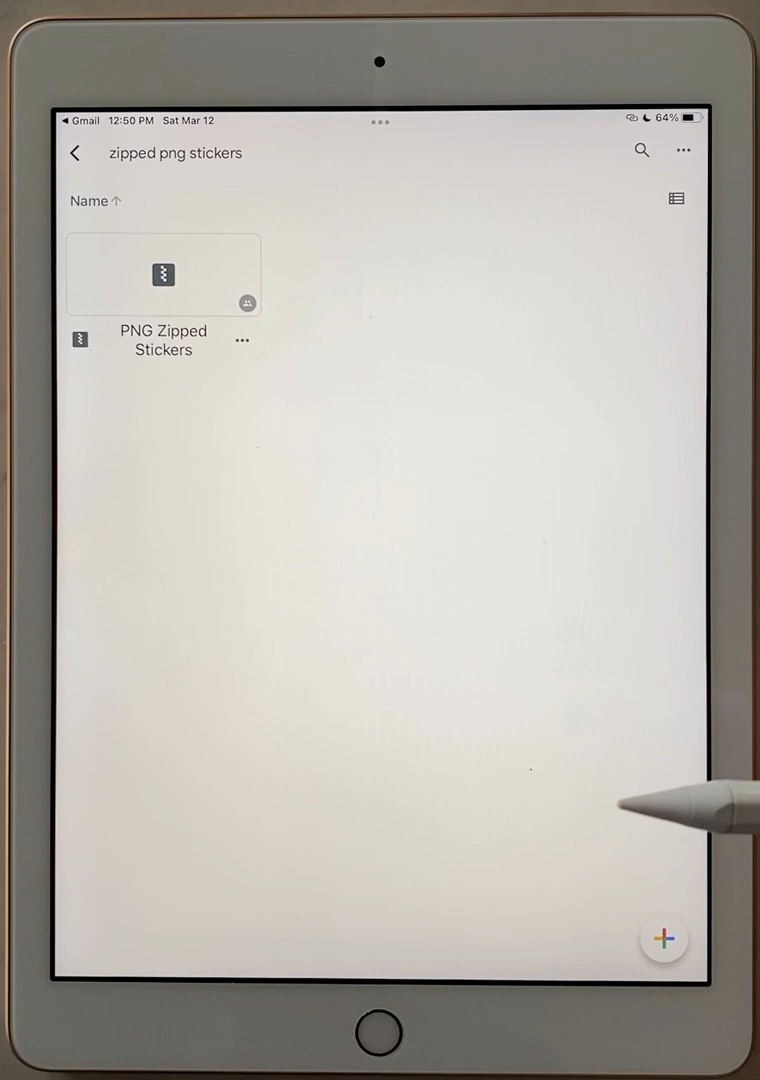 Gmail 12:50 PM Sat Mar 12
64%
zipped png stickers
Name
PNG Zipped
Stickers